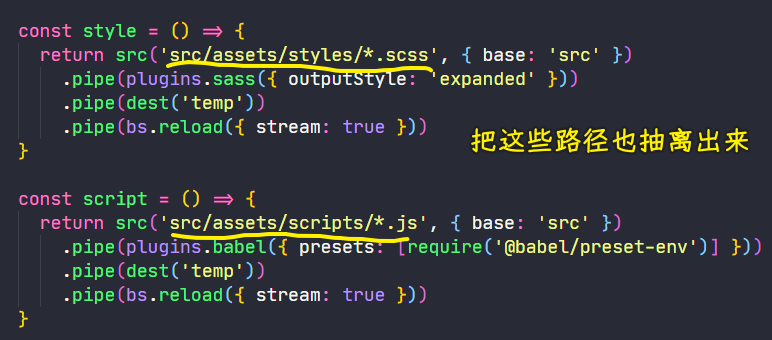 const style = () => {
  return src('src/assets/styles/*.scss', { base: 'src' })
    .pipe(plugins.sass({ outputStyle: 'expanded' }))
    .pipe(dest('temp'))
    .pipe(bs.reload({ stream: true }))
}
把这些路径也抽离出来
const script = () => {
  return src('src/assets/scripts/*.js', { base: 'src' })
    .pipe(plugins.babel({ presets: [require('@babel/preset-env')] }))
    .pipe(dest('temp'))
    .pipe(bs.reload({ stream: true }))
}